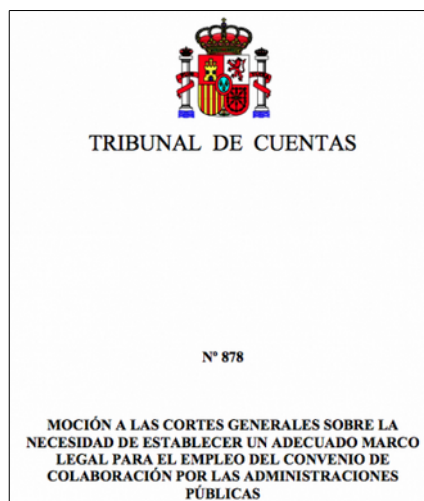 TRIBUNAL DE CUENTAS
Nº 878
MOCIÓN A LAS CORTES GENERALES SOBRE LA
NECESIDAD DE ESTABLECER UN ADECUADO MARCO
LEGAL PARA EL EMPLEO DEL CONVENIO DE
COLABORACIÓN POR LAS ADMINISTRACIONES
PÚBLICAS